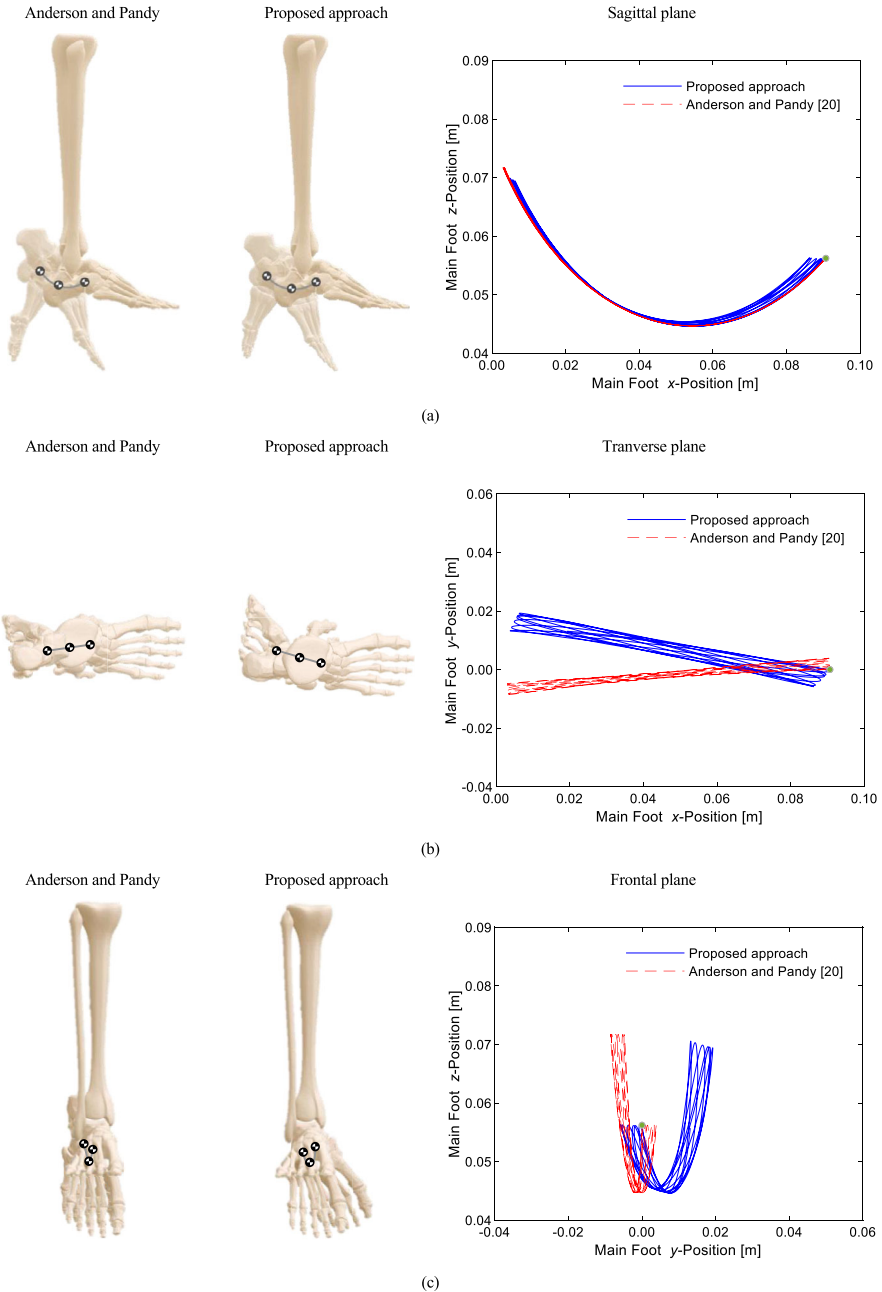 Anderson and Pandy Proposed approach Sagittal plane
0.09
Proposed approach
Anderson and Pandy [20]
0.08
0.07
0.06
0.05
0.04
Main Foot z-Position [m]
0.00 0.02 0.04 0.06 0.08 0.10
Main Foot x-Position [m]
(a)
Anderson and Pandy Proposed approach Tranverse plane
0.06
Proposed approach
Anderson and Pandy [20]
0.04
0.02
0.00
-0.02
-0.04
Main Foot y-Position [m]
0.00 0.02 0.04 0.06 0.08 0.10
Main Foot x-Position [m]
(b)
Anderson and Pandy Proposed approach Frontal plane
0.09
Proposed approach
Anderson and Pandy [20]
0.08
0.07
0.06
0.05
0.04
Main Foot z-Position [m]
-0.04 -0.02 0.00 0.02 0.04 0.06
Main Foot y-Position [m]
(c)